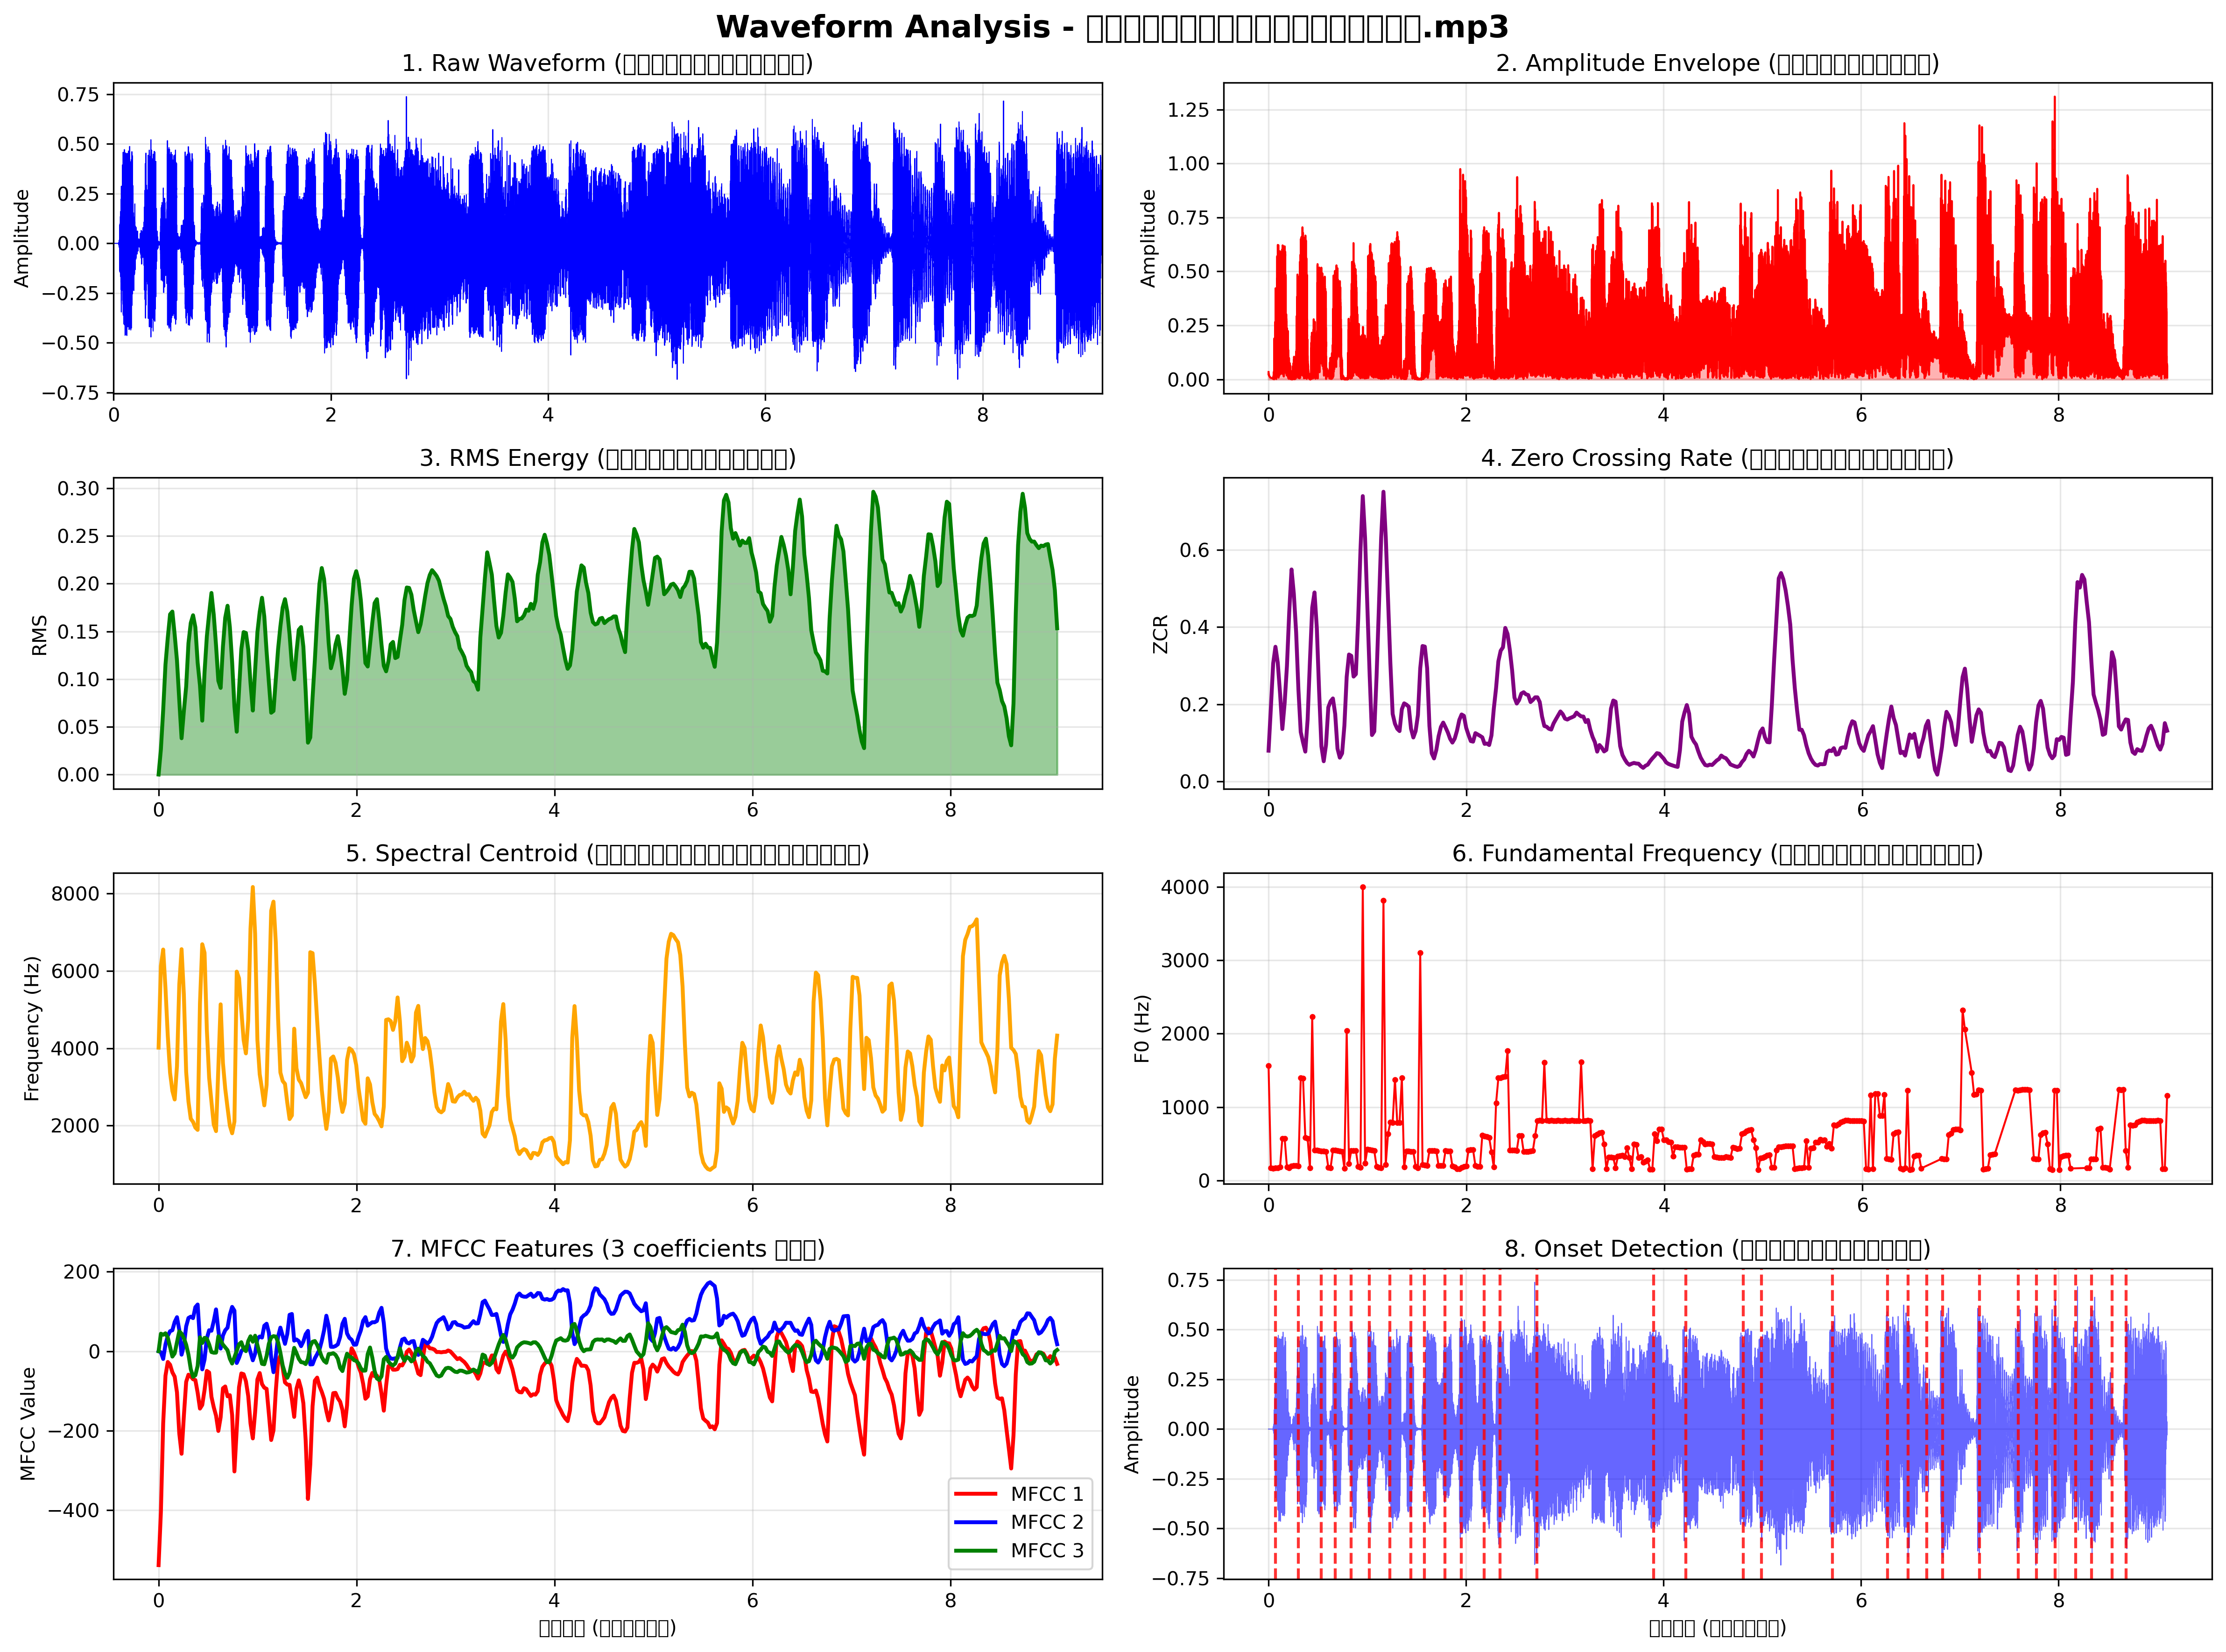 Waveform Analysis - .mp3
1. Raw Waveform
2. Amplitude Envelope
Amplitude
0.75
0.50
0.25
0.00
−0.25
−0.50
−0.75
0 2 4 6 8
Amplitude
1.25
1.00
0.75
0.50
0.25
0.00
0 2 4 6 8
3. RMS Energy
4. Zero Crossing Rate
RMS
0.30
0.25
0.20
0.15
0.10
0.05
0.00
0 2 4 6 8
ZCR
0.6
0.4
0.2
0.0
0 2 4 6 8
5. Spectral Centroid
6. Fundamental Frequency
Frequency (Hz)
8000
6000
4000
2000
0 2 4 6 8
F0 (Hz)
4000
3000
2000
1000
0
0 2 4 6 8
7. MFCC Features (3 coefficients )
8. Onset Detection
MFCC Value
200
0
−200
−400
MFCC 1
MFCC 2
MFCC 3
0 2 4 6 8
Amplitude
0.75
0.50
0.25
0.00
−0.25
−0.50
−0.75
0 2 4 6 8